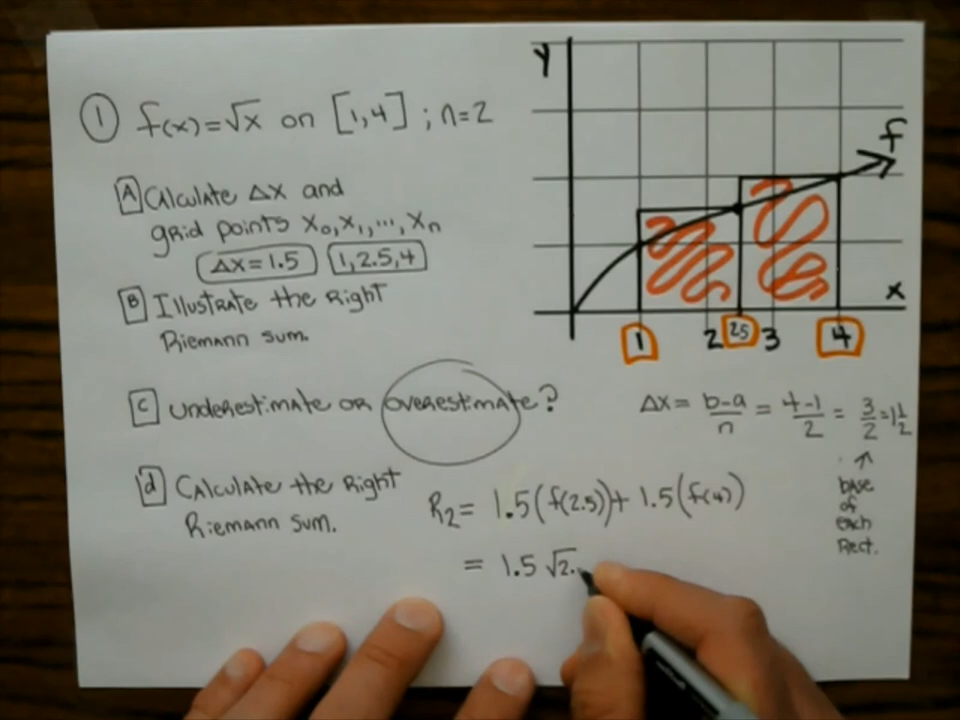 1 f(x)=√x on [1,4] ; n=2
A Calculate Δx and
grid points x₀,x₁,...,xₙ
Δx=1.5 1,2.5,4
B Illustrate the Right
Riemann sum.
C Underestimate or overestimate?
d Calculate the Right
Riemann sum.
y
f
x
1 2 2.5 3 4
Δx = b-a/n = 4-1/2 = 3/2 = 1 1/2
↑
base
of
each
Rect.
R₂ = 1.5(f(2.5)) + 1.5(f(4))
= 1.5 √2.